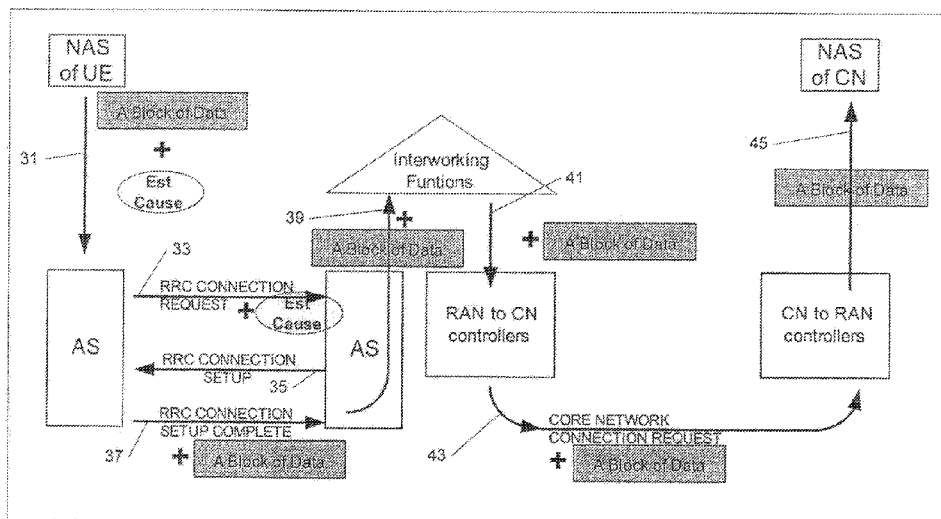 NAS
of UE
A Block of Data
+
Est
Cause
31
33
RRC CONNECTION
REQUEST
+
Est
Cause
AS
AS
RRC CONNECTION
SETUP
35
RRC CONNECTION
SETUP COMPLETE
37
+
A Block of Data
Interworking
Funtions
39
+
A Block of Data
41
+
A Block of Data
RAN to CN
controllers
43
CORE NETWORK
CONNECTION REQUEST
+
A Block of Data
NAS
of CN
45
A Block of Data
CN to RAN
controllers